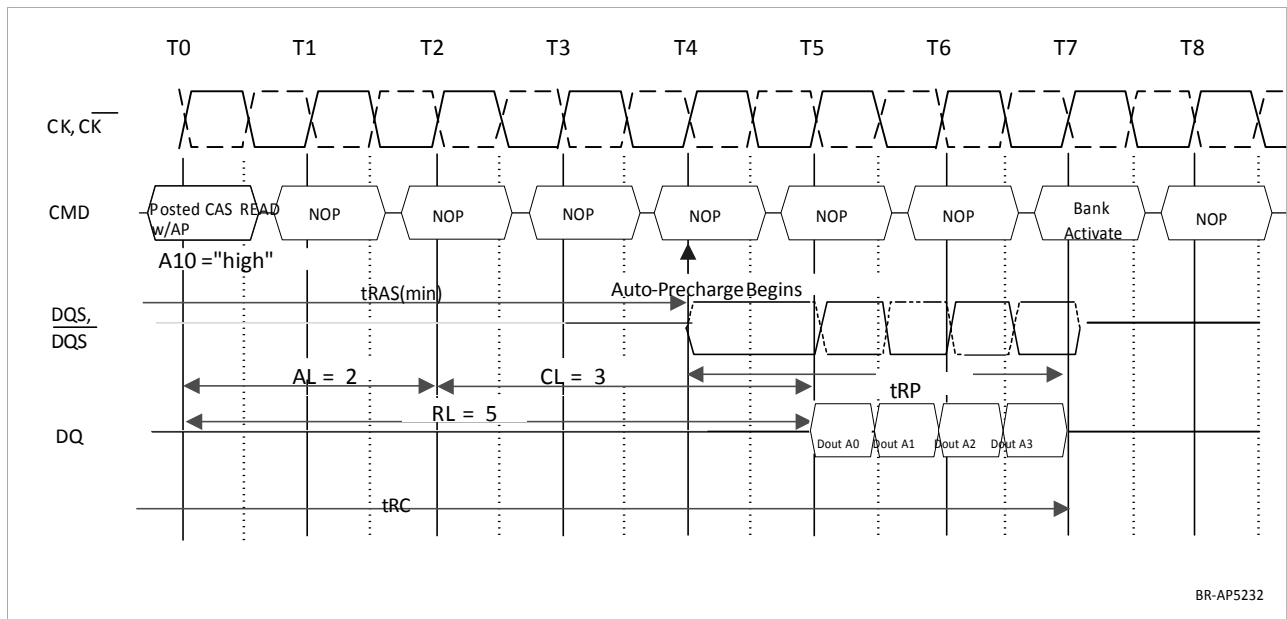 T0 T1 T2 T3 T4 T5 T6 T7 T8
CK, CK
CMD
Posted CAS READ
w/AP
NOP NOP NOP NOP NOP NOP
Bank
Activate
NOP
A10 ="high"
tRAS(min)
Auto-Precharge Begins
DQS,
DQS
AL = 2
CL = 3
tRP
RL = 5
DQ
Dout A0 Dout A1 Dout A2 Dout A3
tRC
BR-AP5232